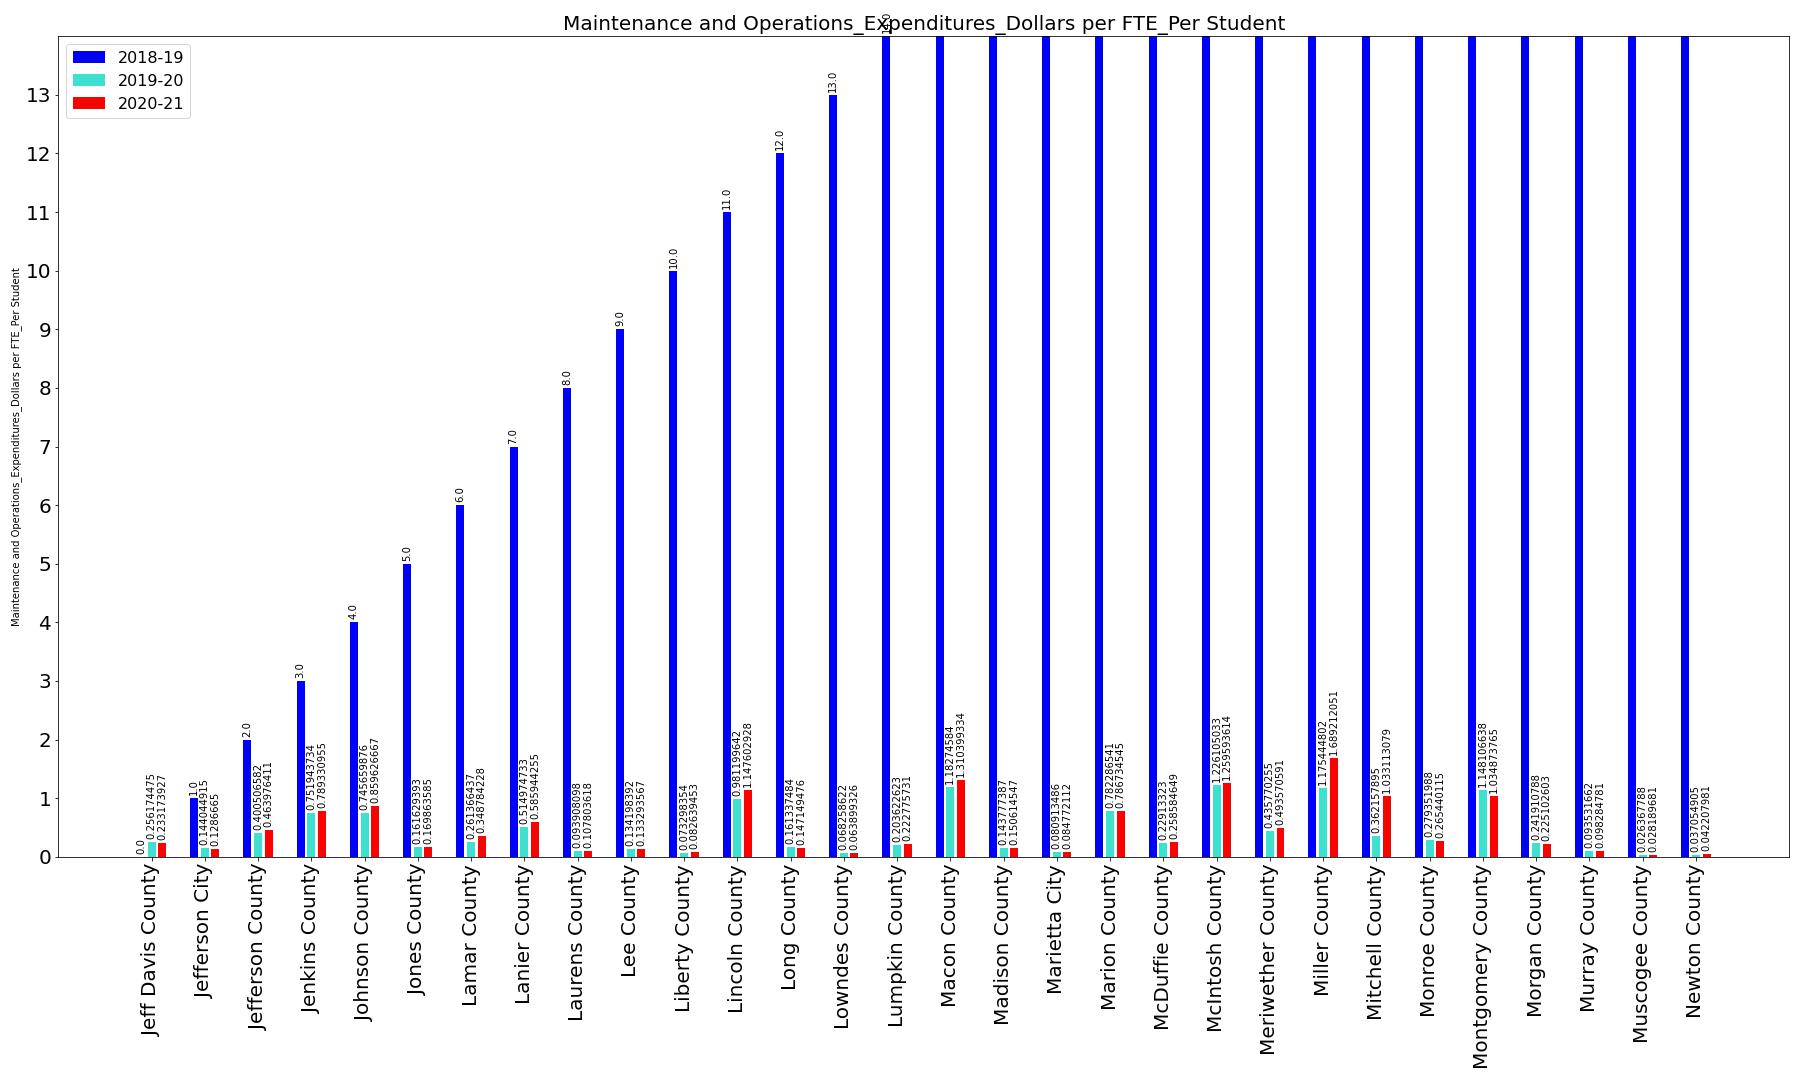 Maintenance and Operations_Expenditures_Dollars per FTE_Per Student
2018-19
2019-20
2020-21
Maintenance and Operations_Expenditures_Dollars per FTE_Per Student
13
12
11
10
9
8
7
6
5
4
3
2
1
0
0.0
0.256174475
0.233173927
1.0
0.144044915
0.1286665
2.0
0.400506582
0.463976411
3.0
0.751943734
0.789330955
4.0
0.745659876
0.859626667
5.0
0.161629393
0.169863585
6.0
0.261366437
0.348784228
7.0
0.514974733
0.585944255
8.0
0.093908098
0.107803618
9.0
0.134198392
0.133293567
10.0
0.073298354
0.082639453
11.0
0.981199642
1.147602928
12.0
0.161337484
0.147149476
13.0
0.068258622
0.063899326
0.203622623
0.222775731
1.18274584
1.310399334
0.143777387
0.150614547
0.080913486
0.084772112
0.782286541
0.786734545
0.22913323
0.258584649
1.226105033
1.259593614
0.435770255
0.493570591
1.175444802
1.689212051
0.362157895
1.033113079
0.279351988
0.265440115
1.148106638
1.034873765
0.241910788
0.225102603
0.093531662
0.098284781
0.026367788
0.028189681
0.037054905
0.042207981
Jeff Davis County
Jefferson City
Jefferson County
Jenkins County
Johnson County
Jones County
Lamar County
Lanier County
Laurens County
Lee County
Liberty County
Lincoln County
Long County
Lowndes County
Lumpkin County
Macon County
Madison County
Marietta City
Marion County
McDuffie County
McIntosh County
Meriwether County
Miller County
Mitchell County
Monroe County
Montgomery County
Morgan County
Murray County
Muscogee County
Newton County